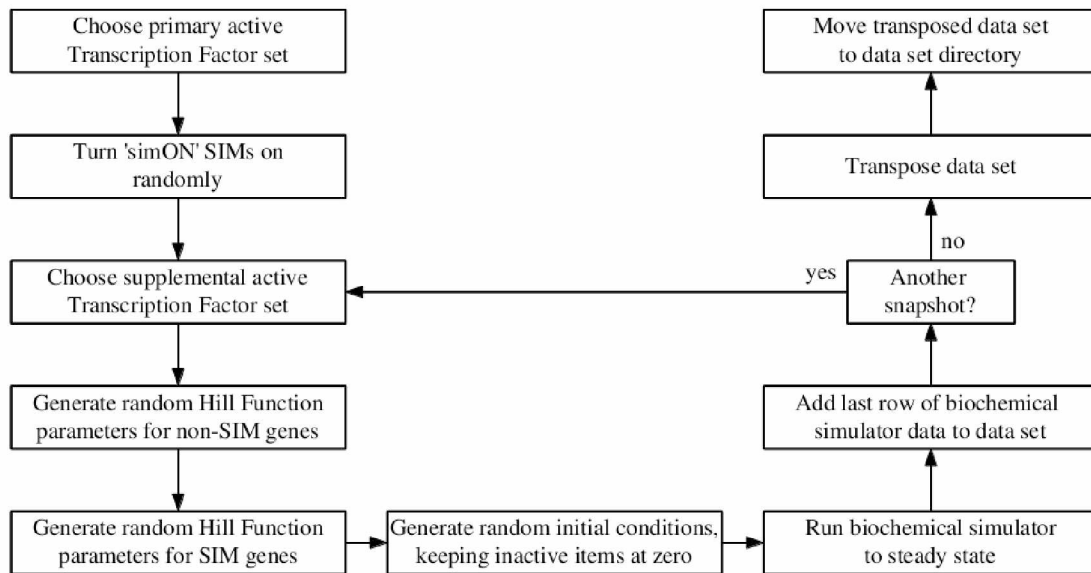 Choose primary active
Transcription Factor set
Turn 'simON' SIMs on
randomly
Choose supplemental active
Transcription Factor set
Generate random Hill Function
parameters for non-SIM genes
Generate random Hill Function
parameters for SIM genes
Generate random initial conditions,
keeping inactive items at zero
Run biochemical simulator
to steady state
Add last row of biochemical
simulator data to data set
Another
snapshot?
yes
no
Transpose data set
Move transposed data set
to data set directory